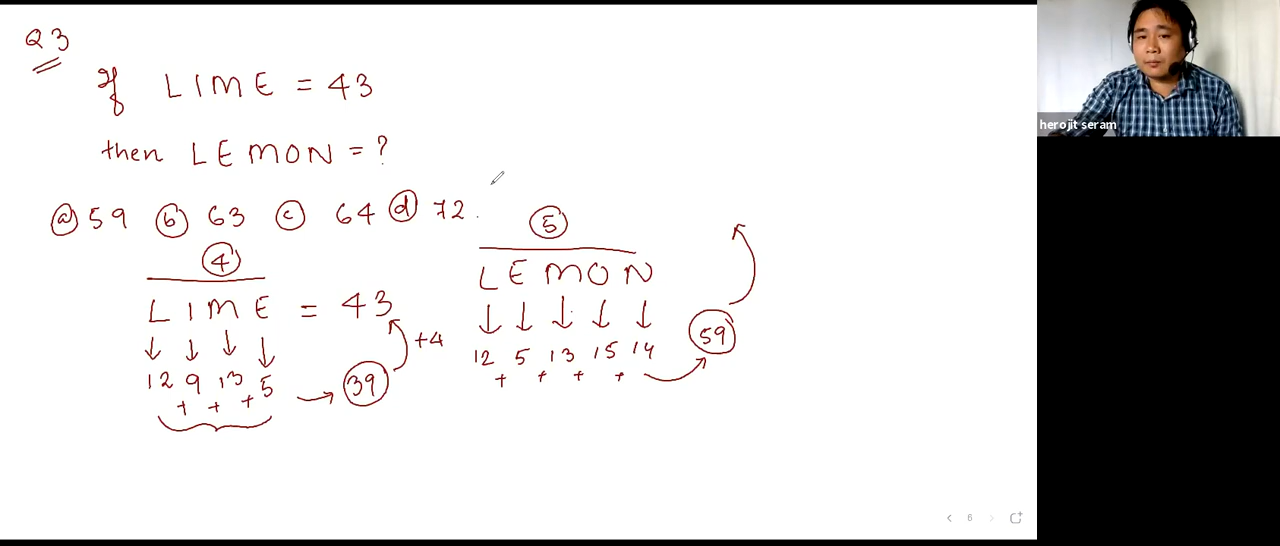 Q3
If LIME = 43
then LEMON = ?
ⓐ 59 ⓑ 63 ⓒ 64 ⓓ 72.
④
LIME = 43
12 9 13 5
+ + +
39
+4
⑤
LEMON
12 5 13 15 14
+ + + +
59
herojit seram
6